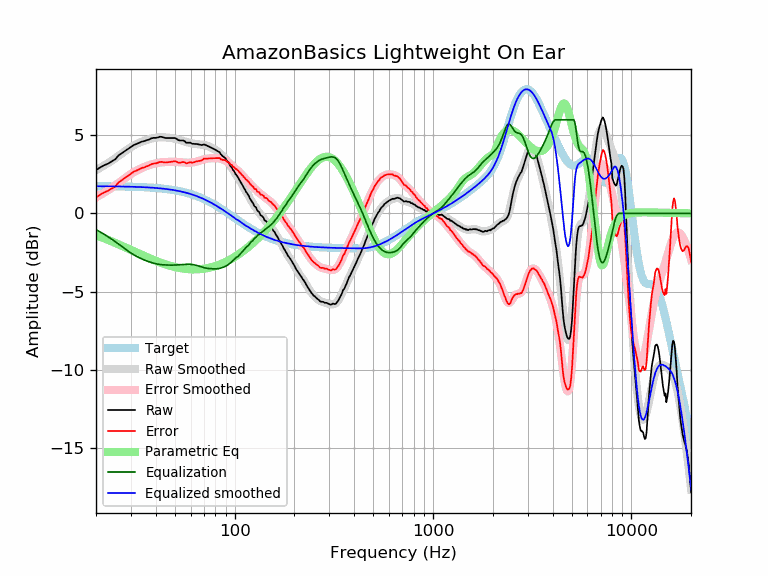 AmazonBasics Lightweight On Ear
Amplitude (dBr)
5
0
−5
−10
−15
Target
Raw Smoothed
Error Smoothed
Raw
Error
Parametric Eq
Equalization
Equalized smoothed
100
1000
10000
Frequency (Hz)